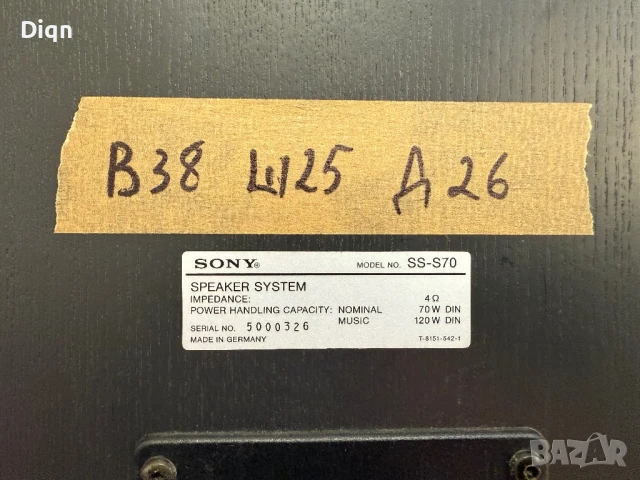 Diqn
В38 Ш25 Д26
SONY® MODEL NO. SS-S70
SPEAKER SYSTEM
IMPEDANCE: 4Ω
POWER HANDLING CAPACITY: NOMINAL 70W DIN
MUSIC 120W DIN
SERIAL NO. 5000326
MADE IN GERMANY T-8151-542-1
BAZAR